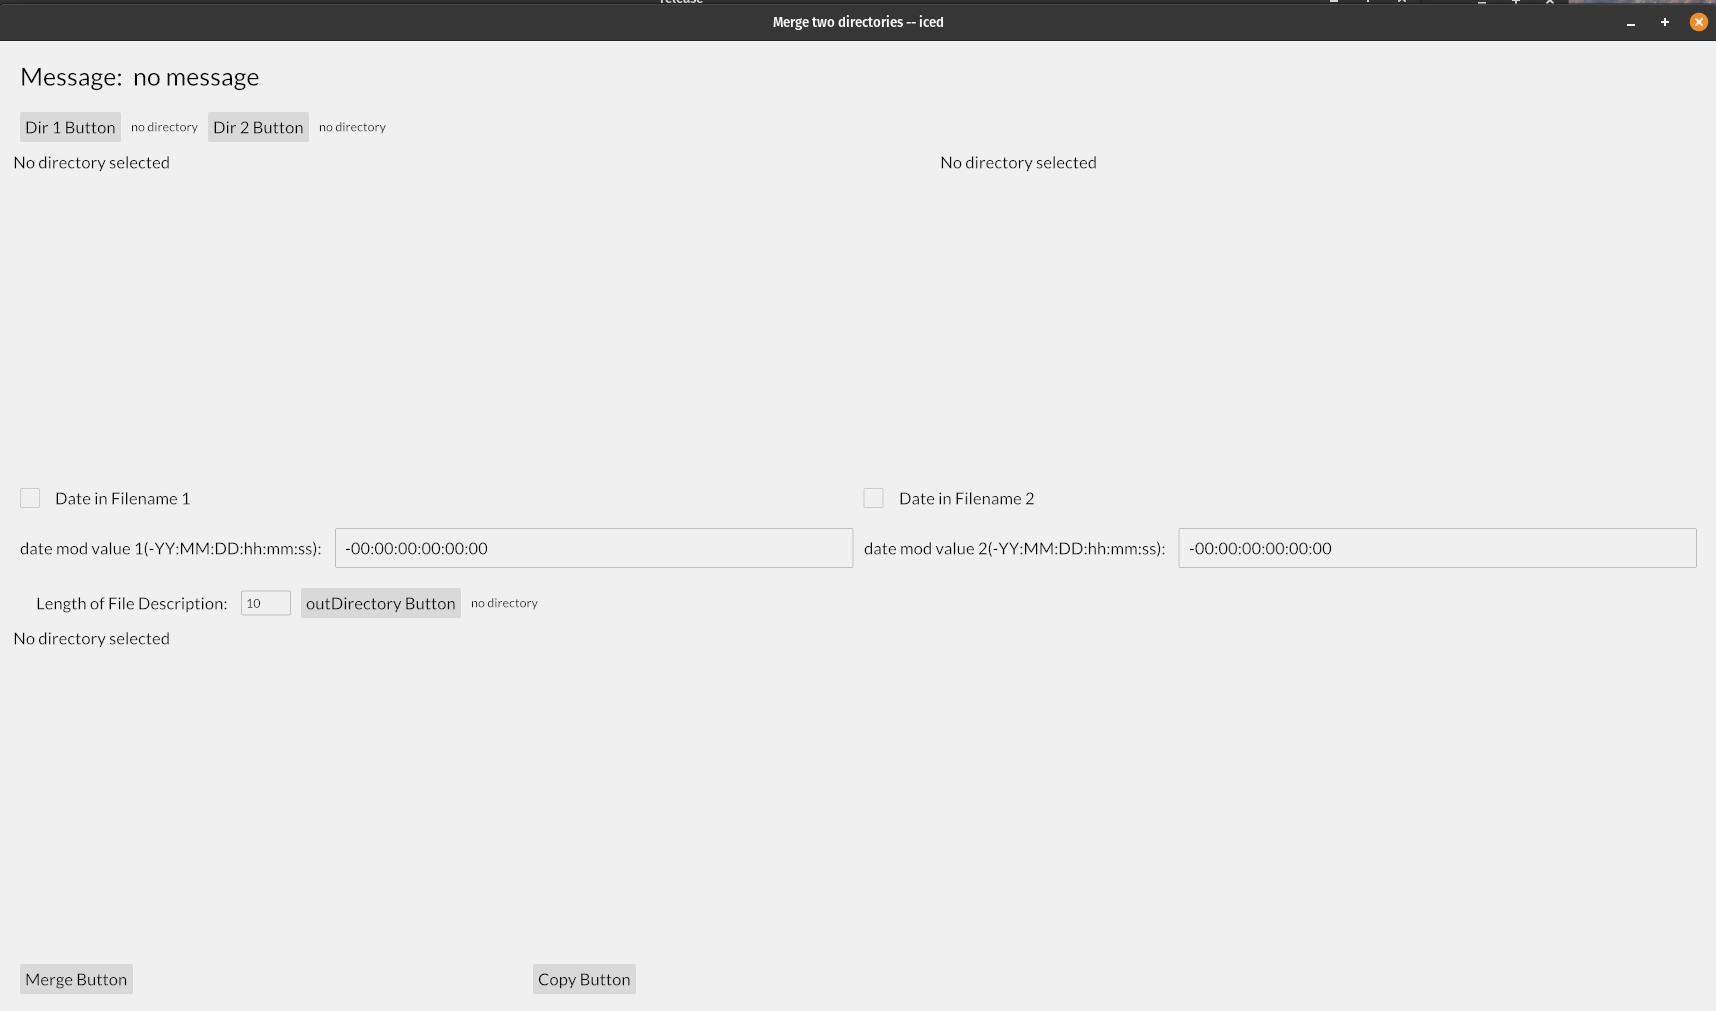 release
Merge two directories -- iced
Message: no message
Dir 1 Button no directory Dir 2 Button no directory
No directory selected No directory selected
Date in Filename 1 Date in Filename 2
date mod value 1(-YY:MM:DD:hh:mm:ss): -00:00:00:00:00:00 date mod value 2(-YY:MM:DD:hh:mm:ss): -00:00:00:00:00:00
Length of File Description: 10 outDirectory Button no directory
No directory selected
Merge Button Copy Button